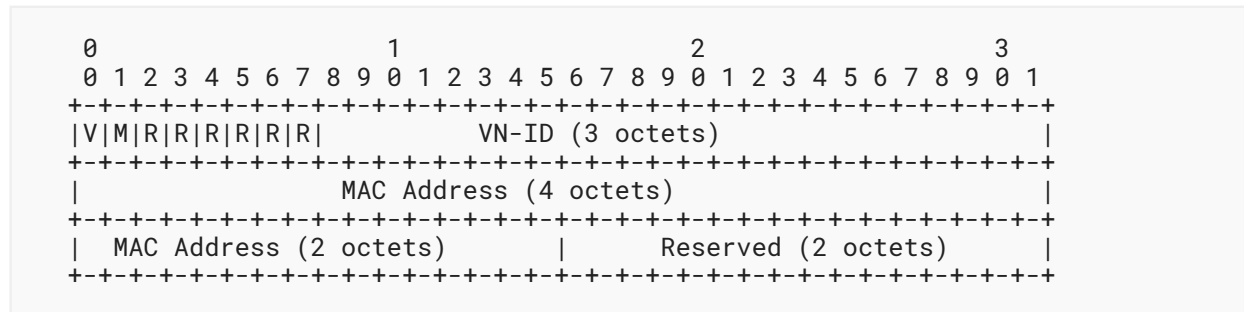 0                   1                   2                   3
 0 1 2 3 4 5 6 7 8 9 0 1 2 3 4 5 6 7 8 9 0 1 2 3 4 5 6 7 8 9 0 1
+-+-+-+-+-+-+-+-+-+-+-+-+-+-+-+-+-+-+-+-+-+-+-+-+-+-+-+-+-+-+-+-+
|V|M|R|R|R|R|R|R|          VN-ID (3 octets)                     |
+-+-+-+-+-+-+-+-+-+-+-+-+-+-+-+-+-+-+-+-+-+-+-+-+-+-+-+-+-+-+-+-+
|                 MAC Address (4 octets)                        |
+-+-+-+-+-+-+-+-+-+-+-+-+-+-+-+-+-+-+-+-+-+-+-+-+-+-+-+-+-+-+-+-+
|  MAC Address (2 octets)       |      Reserved (2 octets)      |
+-+-+-+-+-+-+-+-+-+-+-+-+-+-+-+-+-+-+-+-+-+-+-+-+-+-+-+-+-+-+-+-+